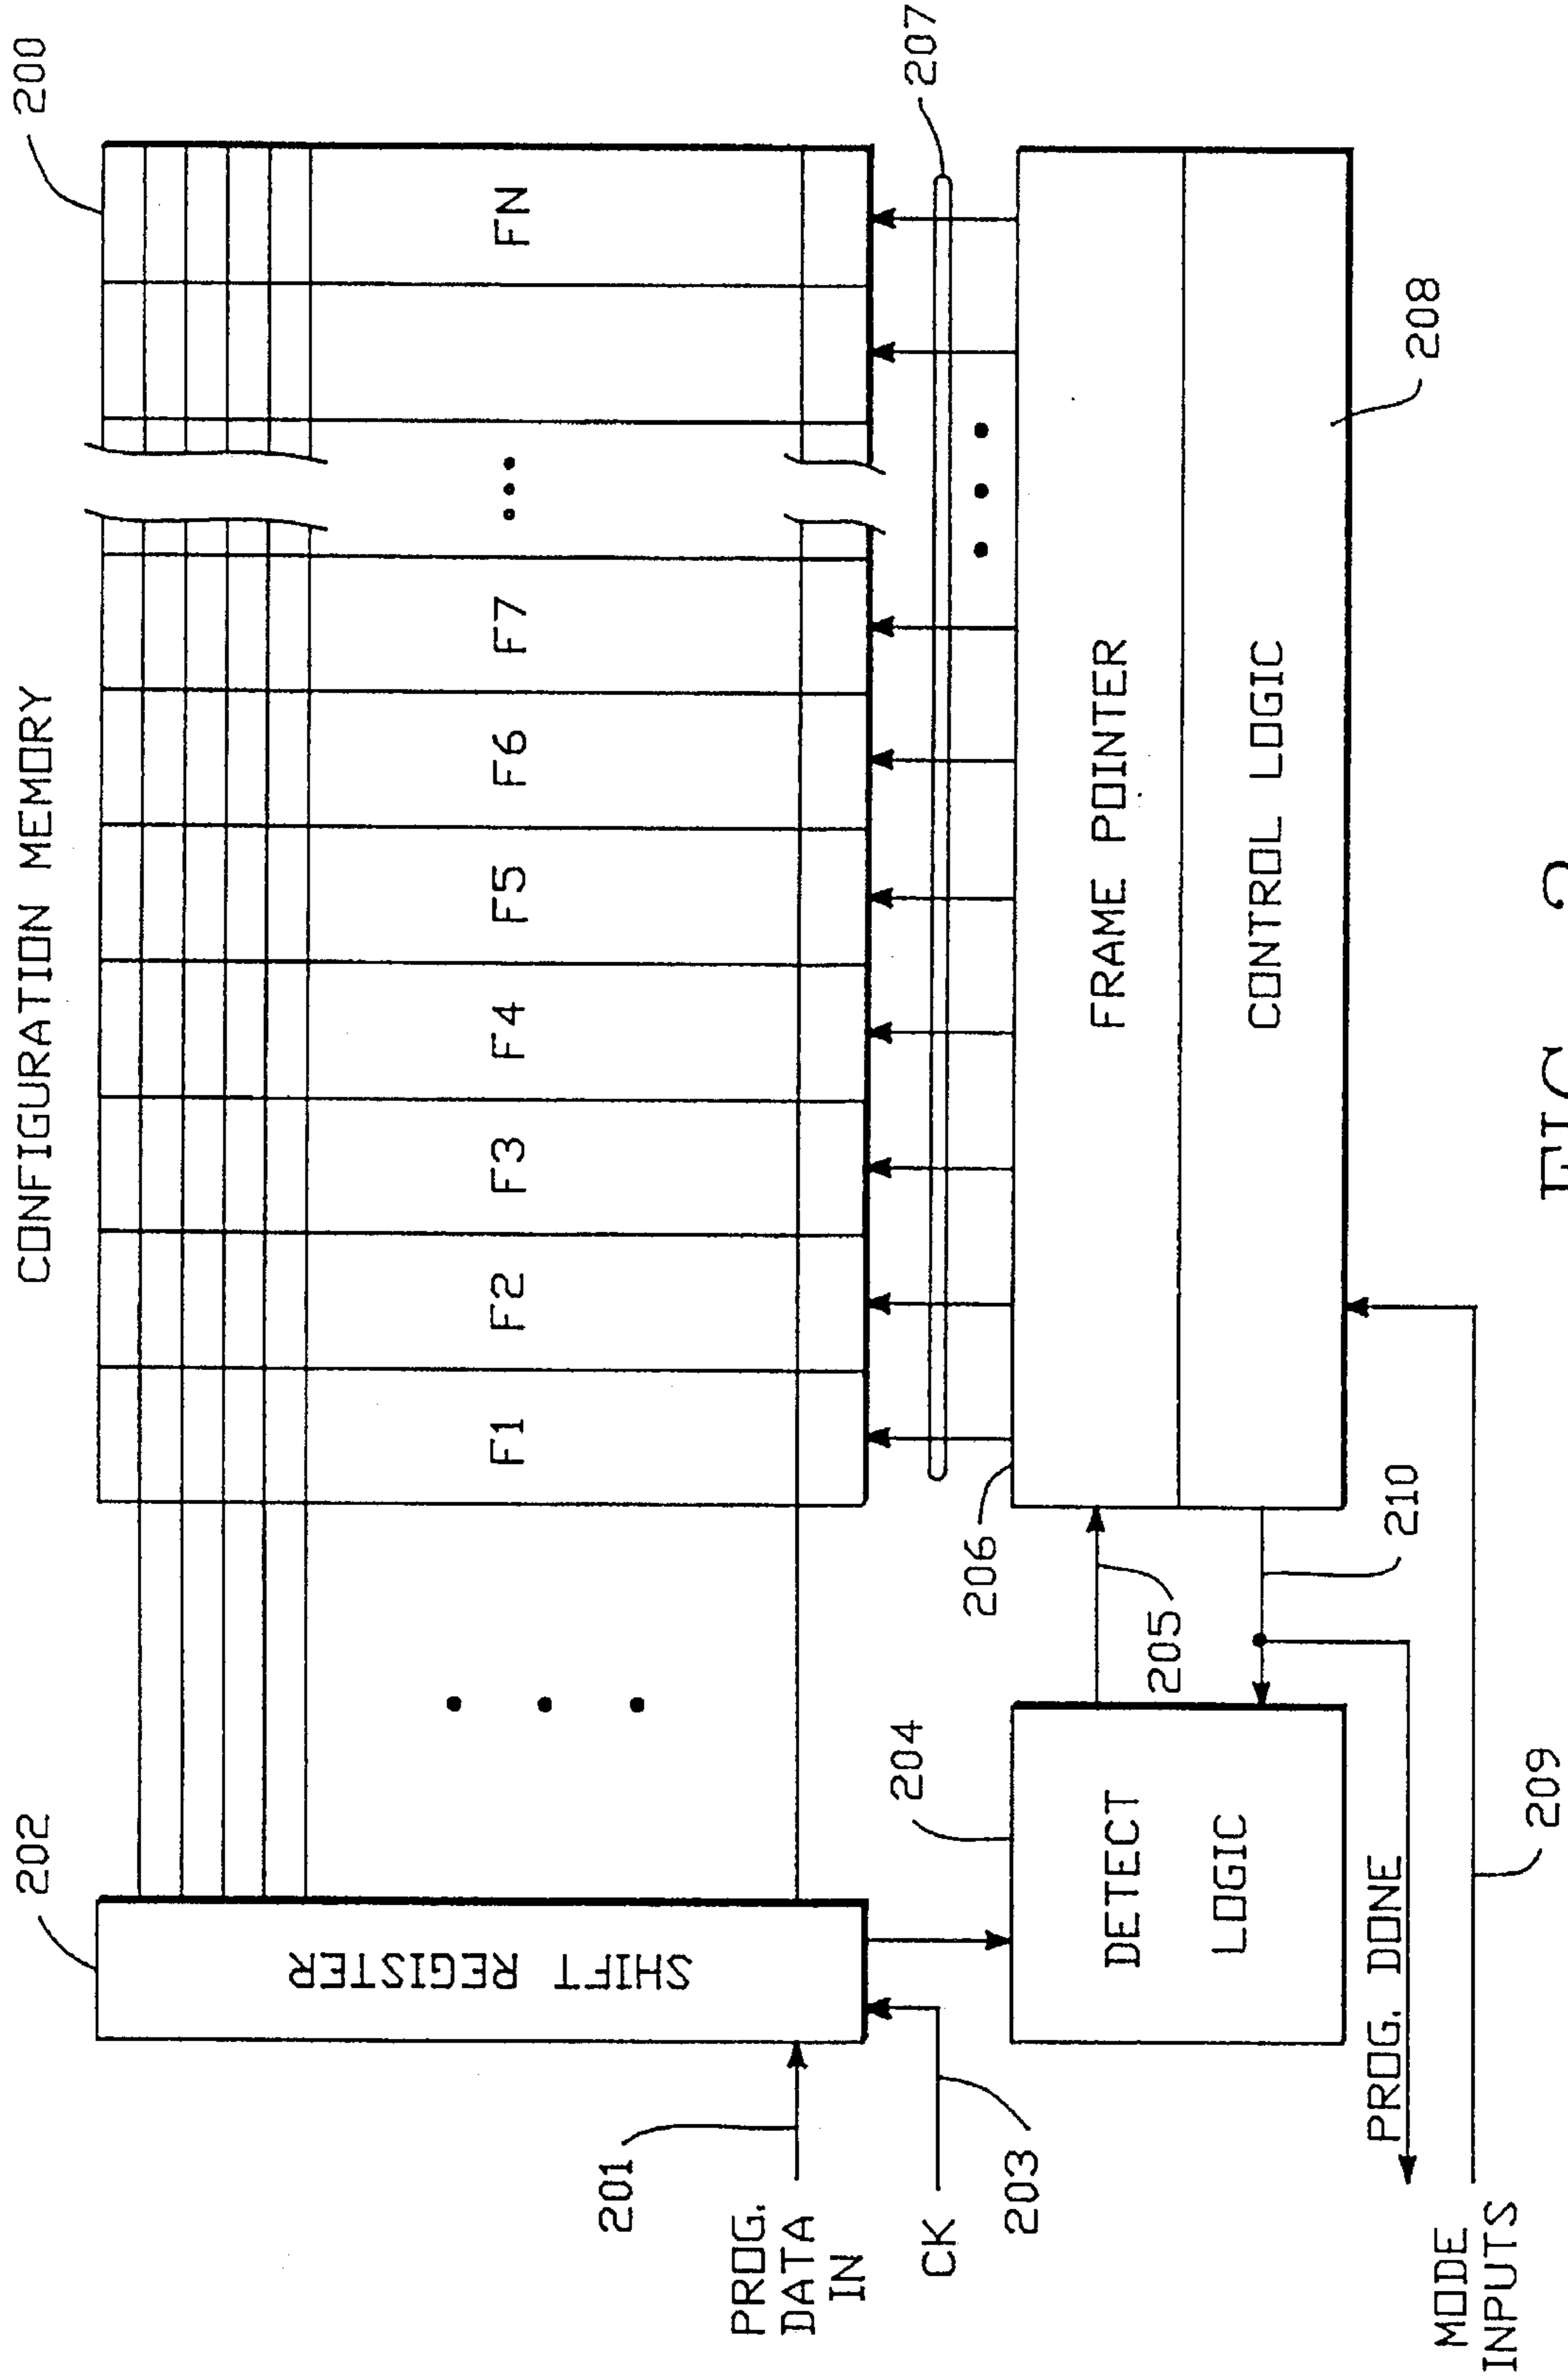 CONFIGURATION MEMORY
200
202
SHIFT REGISTER
F1
F2
F3
F4
F5
F6
F7
FN
201
PROG.
DATA
IN
CK
203
204
DETECT
LOGIC
205
206
207
FRAME POINTER
CONTROL LOGIC
208
210
PROG. DONE
MODE
INPUTS
209